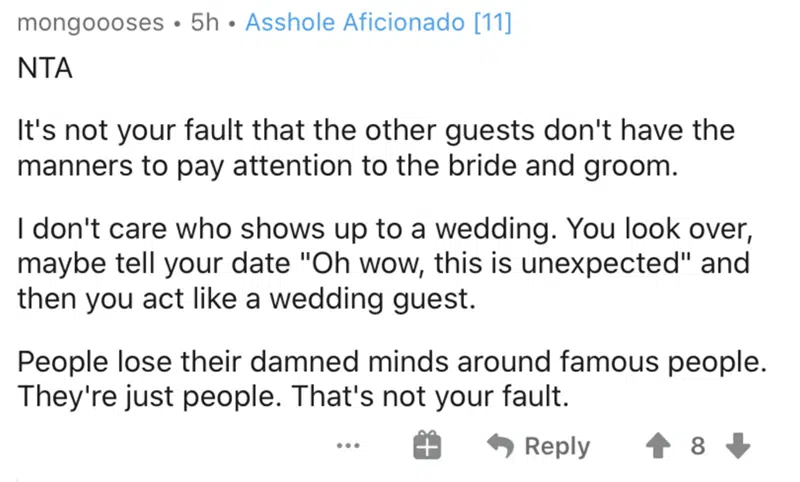 mongoooses • 5h • Asshole Aficionado [11]
NTA
It's not your fault that the other guests don't have the
manners to pay attention to the bride and groom.
I don't care who shows up to a wedding. You look over,
maybe tell your date "Oh wow, this is unexpected" and
then you act like a wedding guest.
People lose their damned minds around famous people.
They're just people. That's not your fault.
... Reply 8